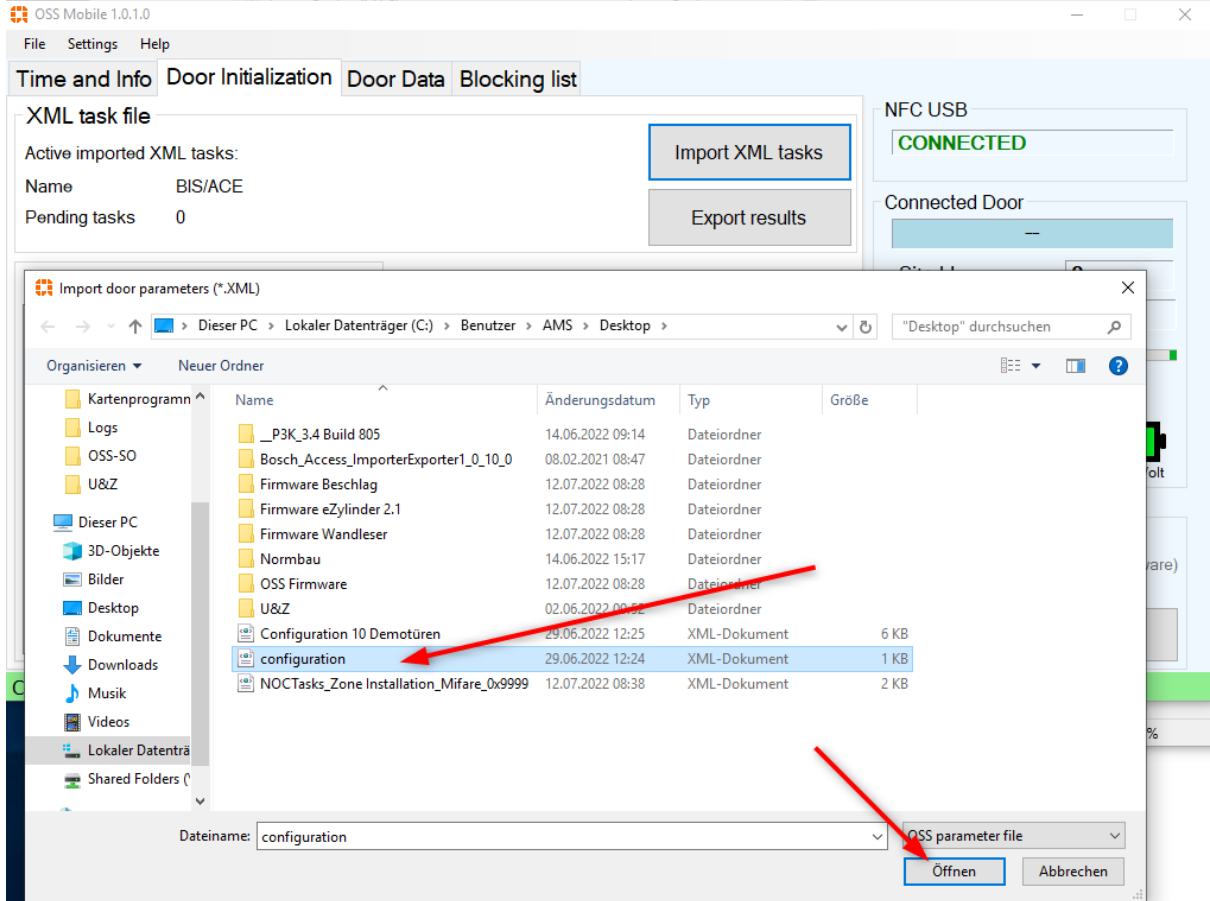 OSS Mobile 1.0.1.0
File Settings Help
Time and Info Door Initialization Door Data Blocking list
XML task file
Active imported XML tasks:
Name BIS/ACE
Pending tasks 0
Import XML tasks
Export results
NFC USB
CONNECTED
Connected Door
--
Import door parameters (*.XML)
Dieser PC > Lokaler Datenträger (C:) > Benutzer > AMS > Desktop >
"Desktop" durchsuchen
Organisieren Neuer Ordner
Kartenprogramn
Logs
OSS-SO
U&Z
Dieser PC
3D-Objekte
Bilder
Desktop
Dokumente
Downloads
Musik
Videos
Lokaler Datenträ
Shared Folders ('
Name Änderungsdatum Typ Größe
__P3K_3.4 Build 805 14.06.2022 09:14 Dateiordner
Bosch_Access_ImporterExporter1_0_10_0 08.02.2021 08:47 Dateiordner
Firmware Beschlag 12.07.2022 08:28 Dateiordner
Firmware eZylinder 2.1 12.07.2022 08:28 Dateiordner
Firmware Wandleser 12.07.2022 08:28 Dateiordner
Normbau 14.06.2022 15:17 Dateiordner
OSS Firmware 12.07.2022 08:28 Dateiordner
U&Z 02.06.2022 Dateiordner
Configuration 10 Demotüren 29.06.2022 12:25 XML-Dokument 6 KB
configuration 29.06.2022 12:24 XML-Dokument 1 KB
NOCTasks_Zone Installation_Mifare_0x9999 12.07.2022 08:38 XML-Dokument 2 KB
olt
vare)
%
Dateiname: configuration
OSS parameter file
Öffnen Abbrechen